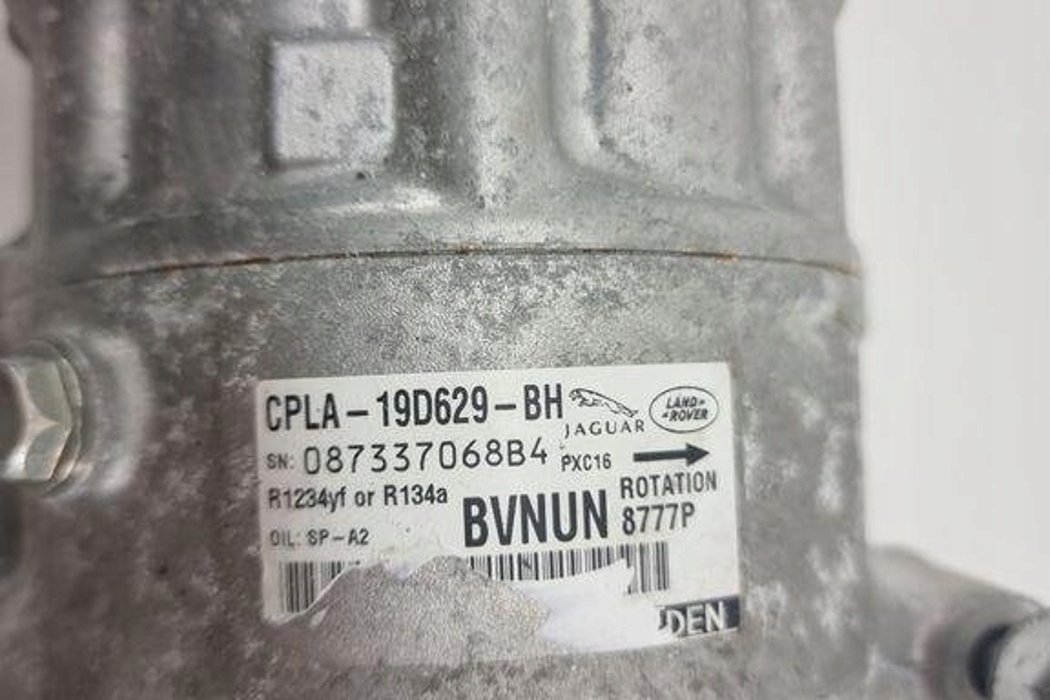 CPLA-19D629-BH
JAGUAR
LAND ROVER
SN: 087337068B4 PXC16
R1234yf or R134a
BVNUN
ROTATION
8777P
OIL: SP-A2
DEN